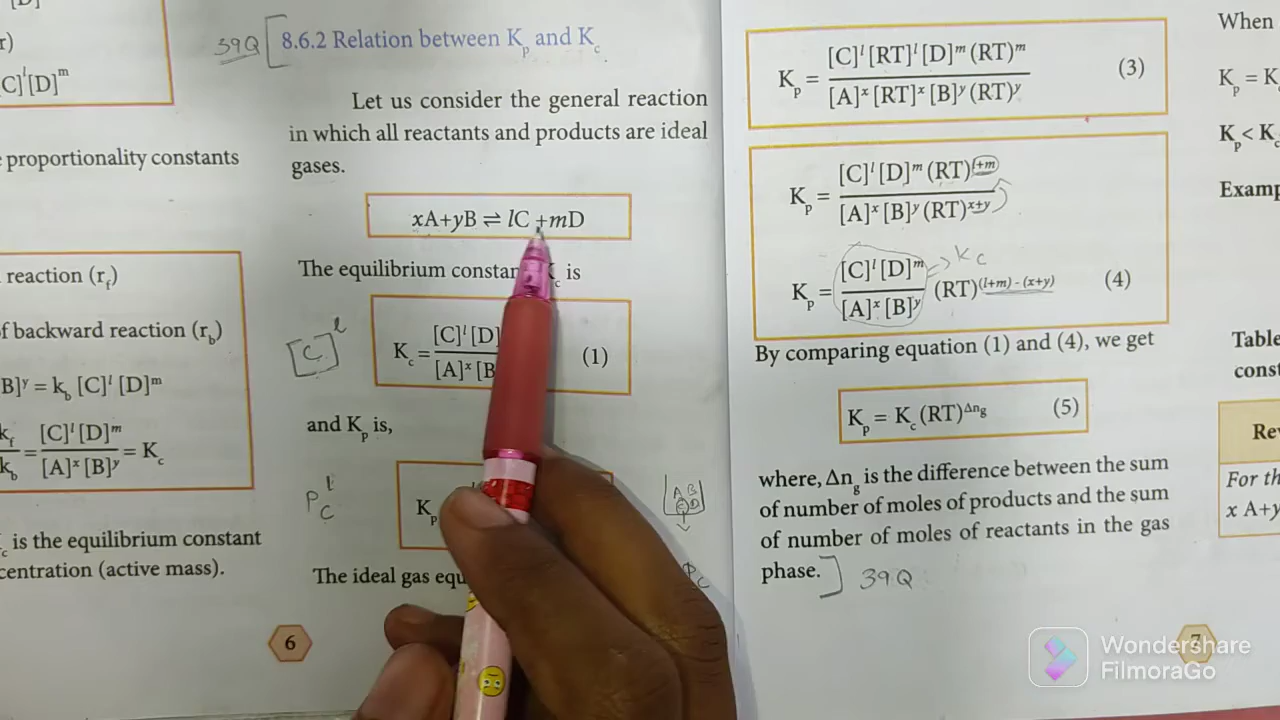 r)
C]^l[D]^m
e proportionality constants
reaction (r_f)
of backward reaction (r_b)
B]^y = k_b [C]^l [D]^m
k_f/k_b = [C]^l [D]^m / [A]^x [B]^y = K_c
K_c is the equilibrium constant
centration (active mass).
39Q [ 8.6.2 Relation between K_p and K_c
Let us consider the general reaction
in which all reactants and products are ideal
gases.
xA+yB ⇌ lC +mD
The equilibrium constan K_c is
[C]^l
K_c = [C]^l [D] / [A]^x [B (1)
and K_p is,
P_C^l
K_p
A B
C D
P_C
The ideal gas equ
6
K_p = [C]^l [RT]^l [D]^m (RT)^m / [A]^x [RT]^x [B]^y (RT)^y (3)
K_p = [C]^l [D]^m (RT)^l+m / [A]^x [B]^y (RT)^x+y
K_p = [C]^l [D]^m / [A]^x [B]^y (RT)^(l+m) - (x+y) (4)
K_c
By comparing equation (1) and (4), we get
K_p = K_c (RT)^Δn_g (5)
where, Δn_g is the difference between the sum
of number of moles of products and the sum
of number of moles of reactants in the gas
phase. ] 39Q
7
When
K_p = K
K_p < K_c
Examp
Table
const
Re
For th
x A+y
Wondershare
FilmoraGo